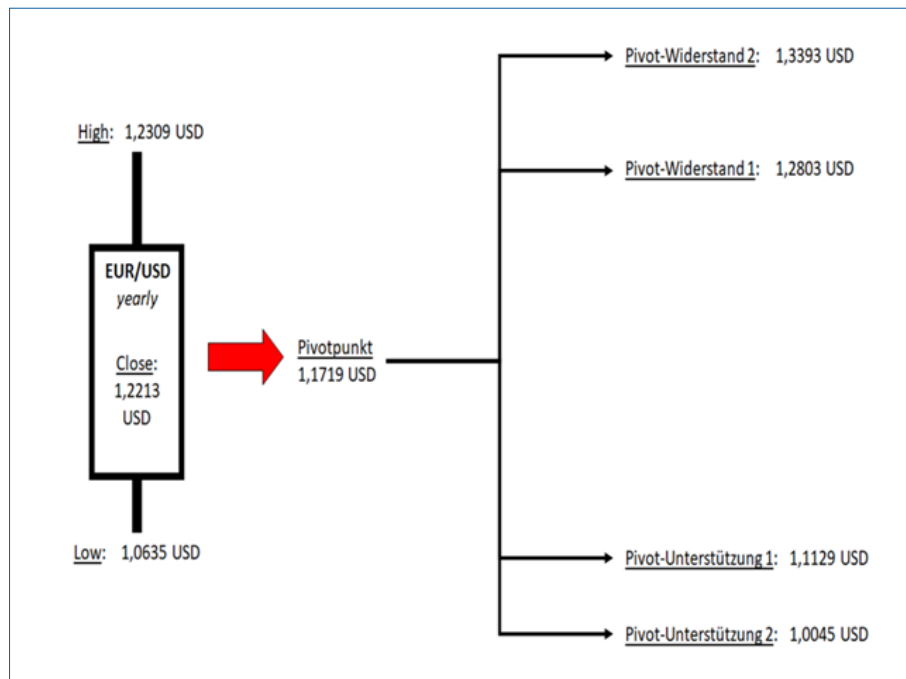 Pivot-Widerstand 2: 1,3393 USD
High: 1,2309 USD
Pivot-Widerstand 1: 1,2803 USD
EUR/USD
yearly
Close:
1,2213
USD
Pivotpunkt
1,1719 USD
Low: 1,0635 USD
Pivot-Unterstützung 1: 1,1129 USD
Pivot-Unterstützung 2: 1,0045 USD